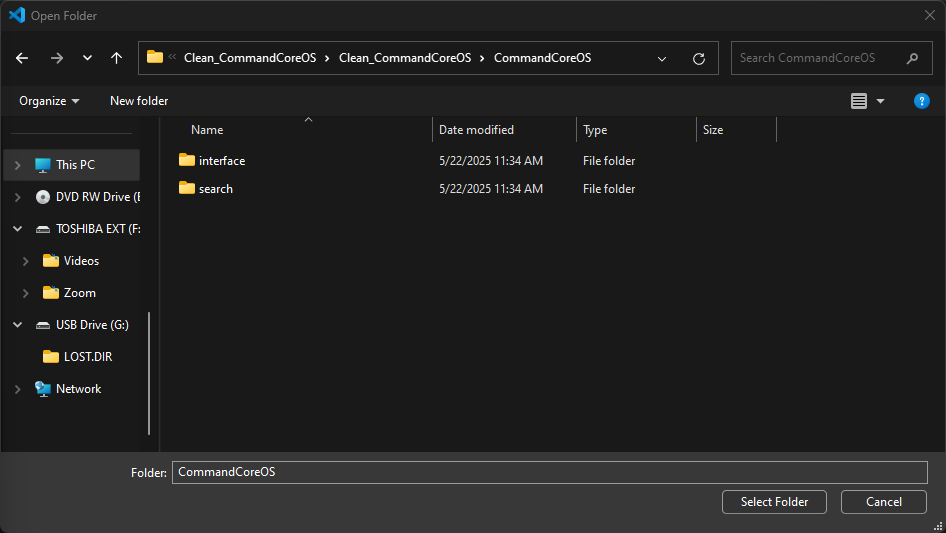 Open Folder
« Clean_CommandCoreOS › Clean_CommandCoreOS › CommandCoreOS
Search CommandCoreOS
Organize
New folder
?
Name
Date modified
Type
Size
This PC
DVD RW Drive (E
TOSHIBA EXT (F:
Videos
Zoom
USB Drive (G:)
LOST.DIR
Network
interface 5/22/2025 11:34 AM File folder
search 5/22/2025 11:34 AM File folder
Folder: CommandCoreOS
Select Folder
Cancel